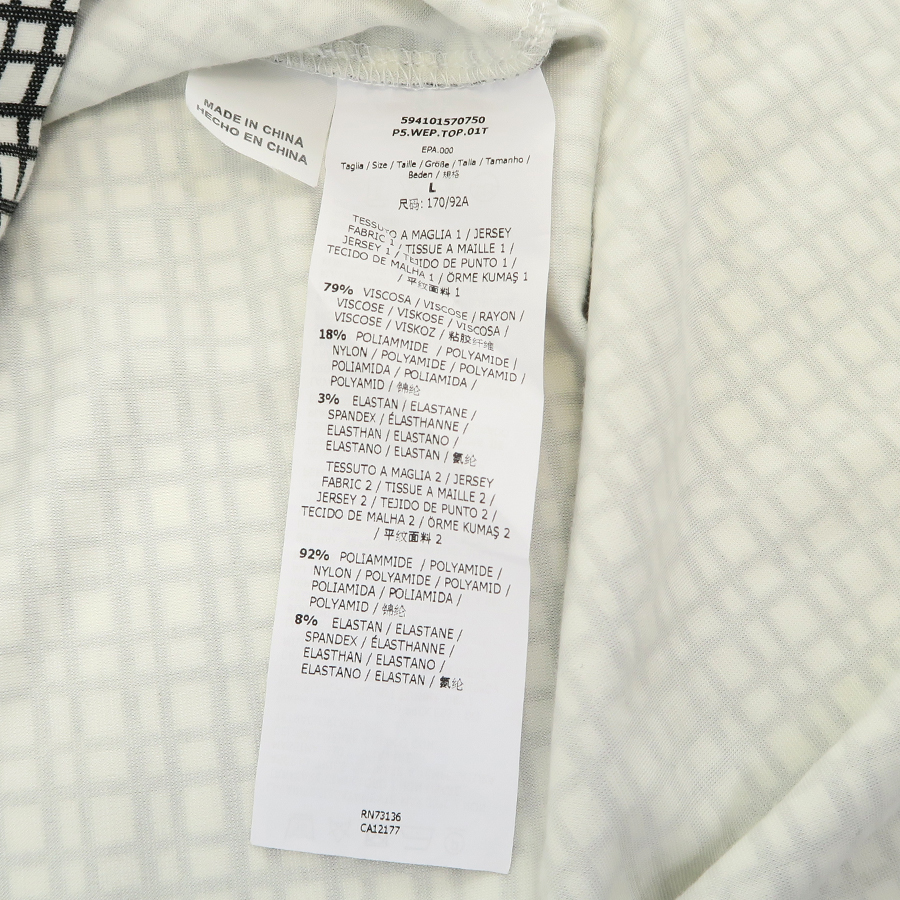 MADE IN CHINA
HECHO EN CHINA
594101570750
P5.WEP.TOP.01T
EPA.000
Taglia / Size / Taille / Größe / Talla / Tamanho /
Beden / 规格
L
尺码: 170/92A
TESSUTO A MAGLIA 1 / JERSEY
FABRIC 1 / TISSUE A MAILLE 1 /
JERSEY 1 / TEJIDO DE PUNTO 1 /
TECIDO DE MALHA 1 / ÖRME KUMAŞ 1
/ 平纹面料 1
79% VISCOSA / VISCOSE / RAYON /
VISCOSE / VISKOSE / VISCOSA /
VISCOSE / VISKOZ / 粘胶纤维
18% POLIAMMIDE / POLYAMIDE /
NYLON / POLYAMIDE / POLYAMID /
POLIAMIDA / POLIAMIDA /
POLYAMID / 锦纶
3% ELASTAN / ELASTANE /
SPANDEX / ÉLASTHANNE /
ELASTHAN / ELASTANO /
ELASTANO / ELASTAN / 氨纶
TESSUTO A MAGLIA 2 / JERSEY
FABRIC 2 / TISSUE A MAILLE 2 /
JERSEY 2 / TEJIDO DE PUNTO 2 /
TECIDO DE MALHA 2 / ÖRME KUMAŞ 2
/ 平纹面料 2
92% POLIAMMIDE / POLYAMIDE /
NYLON / POLYAMIDE / POLYAMID /
POLIAMIDA / POLIAMIDA /
POLYAMID / 锦纶
8% ELASTAN / ELASTANE /
SPANDEX / ÉLASTHANNE /
ELASTHAN / ELASTANO /
ELASTANO / ELASTAN / 氨纶
RN73136
CA12177